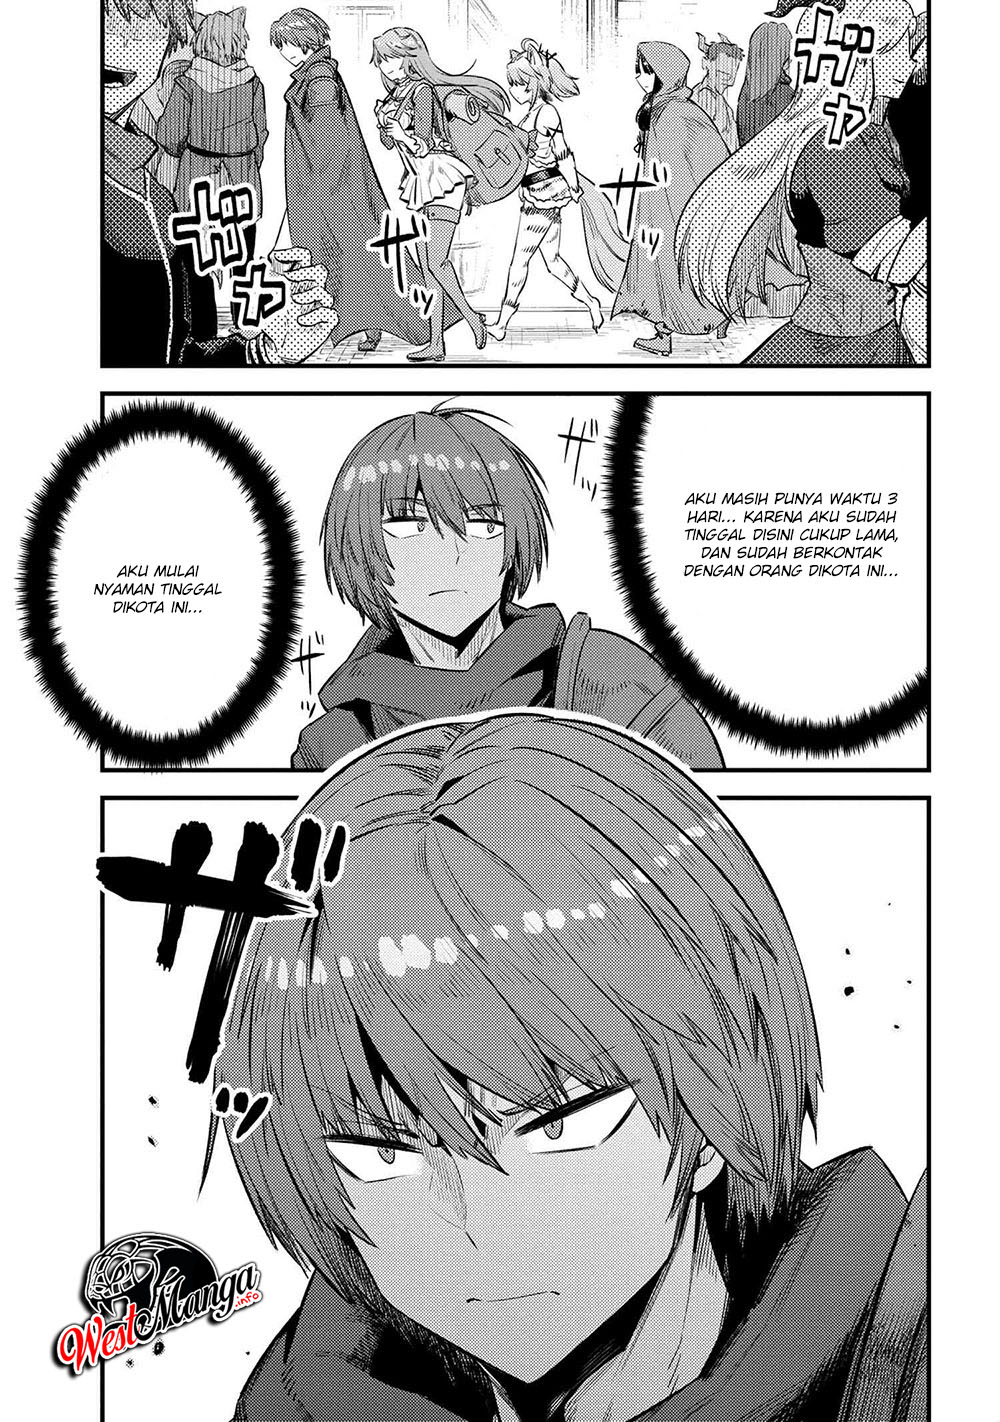 ガヤ
ガヤ
ザッ
ザッ
ザッ
AKU MASIH PUNYA WAKTU 3
HARI... KARENA AKU SUDAH
TINGGAL DISINI CUKUP LAMA,
DAN SUDAH BERKONTAK
DENGAN ORANG DIKOTA INI...
ザッ
AKU MULAI
NYAMAN TINGGAL
DIKOTA INI...
ザッ
WestManga
.info